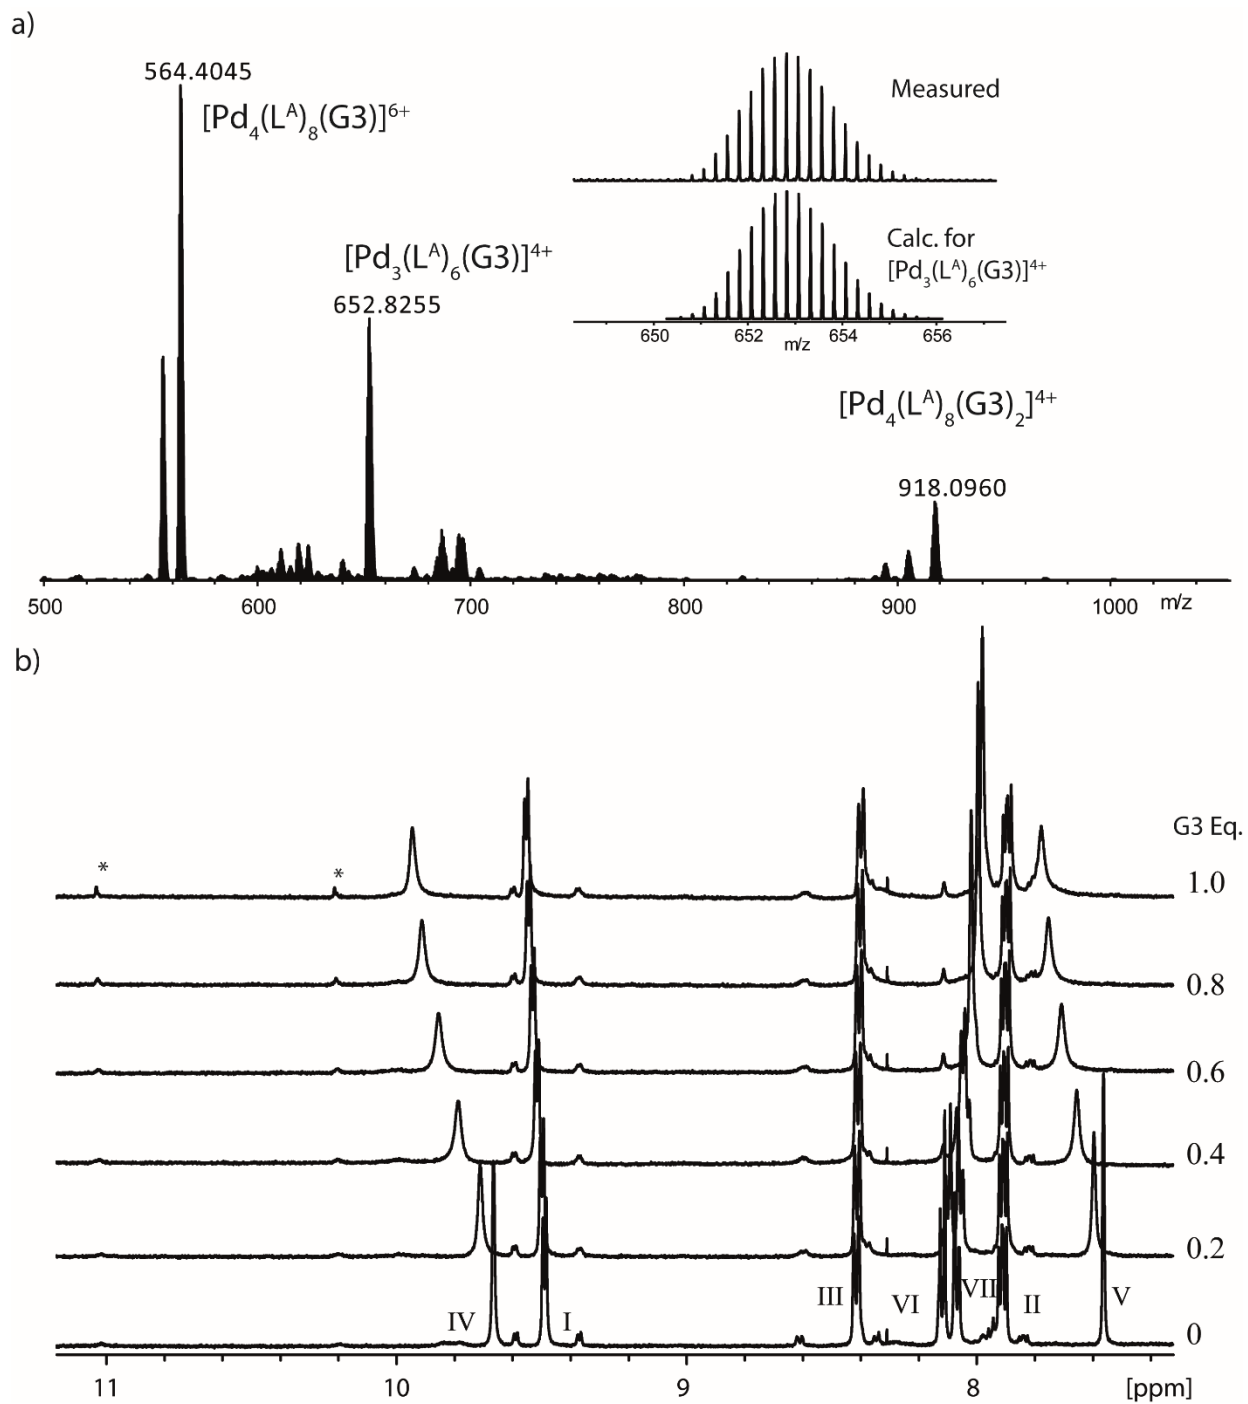 a)
564.4045
[Pd₄(Lᴬ)₈(G3)]⁶⁺
[Pd₃(Lᴬ)₆(G3)]⁴⁺
652.8255
Measured
Calc. for
[Pd₃(Lᴬ)₆(G3)]⁴⁺
650 652 654 656
m/z
[Pd₄(Lᴬ)₈(G3)₂]⁴⁺
918.0960
500 600 700 800 900 1000 m/z
b)
G3 Eq.
* * 1.0
0.8
0.6
0.4
0.2
IV I III VI VII II V 0
11 10 9 8 [ppm]